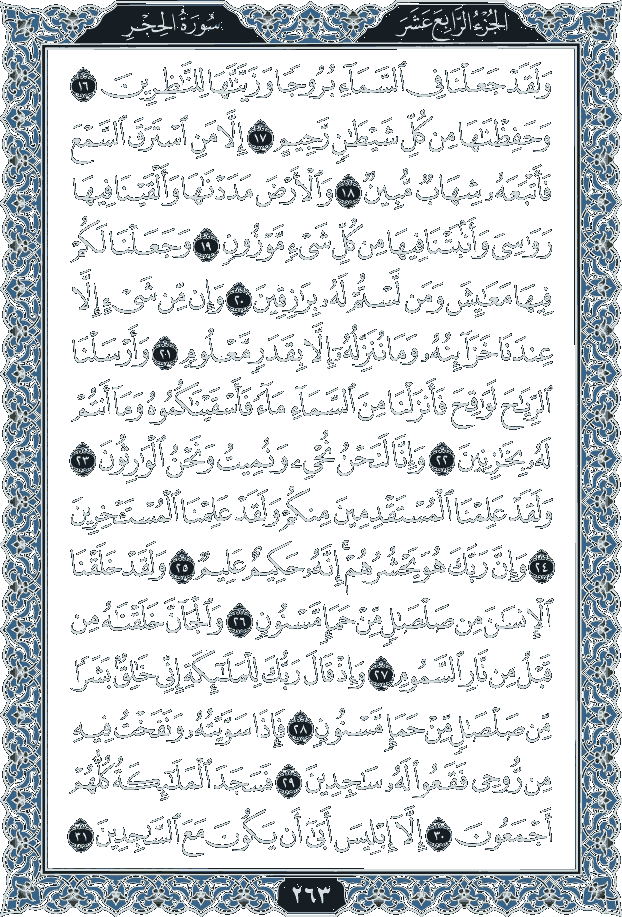 الجُزْءُ الرَّابِعَ عَشَرَ
سُورَةُ الحِجْرِ
وَلَقَدْ جَعَلْنَا فِي ٱلسَّمَآءِ بُرُوجًا وَزَيَّنَّٰهَا لِلنَّٰظِرِينَ ١٦
وَحَفِظْنَٰهَا مِن كُلِّ شَيْطَٰنٍ رَّجِيمٍ ١٧ إِلَّا مَنِ ٱسْتَرَقَ ٱلسَّمْعَ
فَأَتْبَعَهُۥ شِهَابٌ مُّبِينٌ ١٨ وَٱلْأَرْضَ مَدَدْنَٰهَا وَأَلْقَيْنَا فِيهَا
رَوَٰسِيَ وَأَنۢبَتْنَا فِيهَا مِن كُلِّ شَيْءٍ مَّوْزُونٍ ١٩ وَجَعَلْنَا لَكُمْ
فِيهَا مَعَٰيِشَ وَمَن لَّسْتُمْ لَهُۥ بِرَٰزِقِينَ ٢٠ وَإِن مِّن شَيْءٍ إِلَّا
عِندَنَا خَزَآئِنُهُۥ وَمَا نُنَزِّلُهُۥٓ إِلَّا بِقَدَرٍ مَّعْلُومٍ ٢١ وَأَرْسَلْنَا
ٱلرِّيَٰحَ لَوَٰقِحَ فَأَنزَلْنَا مِنَ ٱلسَّمَآءِ مَآءً فَأَسْقَيْنَٰكُمُوهُ وَمَآ أَنتُمْ
لَهُۥ بِخَٰزِنِينَ ٢٢ وَإِنَّا لَنَحْنُ نُحْيِۦ وَنُمِيتُ وَنَحْنُ ٱلْوَٰرِثُونَ ٢٣
وَلَقَدْ عَلِمْنَا ٱلْمُسْتَقْدِمِينَ مِنكُمْ وَلَقَدْ عَلِمْنَا ٱلْمُسْتَـْٔخِرِينَ
٢٤ وَإِنَّ رَبَّكَ هُوَ يَحْشُرُهُمْ ۚ إِنَّهُۥ حَكِيمٌ عَلِيمٌ ٢٥ وَلَقَدْ خَلَقْنَا
ٱلْإِنسَٰنَ مِن صَلْصَٰلٍ مِّنْ حَمَإٍ مَّسْنُونٍ ٢٦ وَٱلْجَآنَّ خَلَقْنَٰهُ مِن
قَبْلُ مِن نَّارِ ٱلسَّمُومِ ٢٧ وَإِذْ قَالَ رَبُّكَ لِلْمَلَٰٓئِكَةِ إِنِّي خَٰلِقٌۢ بَشَرًا
مِّن صَلْصَٰلٍ مِّنْ حَمَإٍ مَّسْنُونٍ ٢٨ فَإِذَا سَوَّيْتُهُۥ وَنَفَخْتُ فِيهِ
مِن رُّوحِي فَقَعُوا۟ لَهُۥ سَٰجِدِينَ ٢٩ فَسَجَدَ ٱلْمَلَٰٓئِكَةُ كُلُّهُمْ
أَجْمَعُونَ ٣٠ إِلَّآ إِبْلِيسَ أَبَىٰٓ أَن يَكُونَ مَعَ ٱلسَّٰجِدِينَ ٣١
٢٦٣